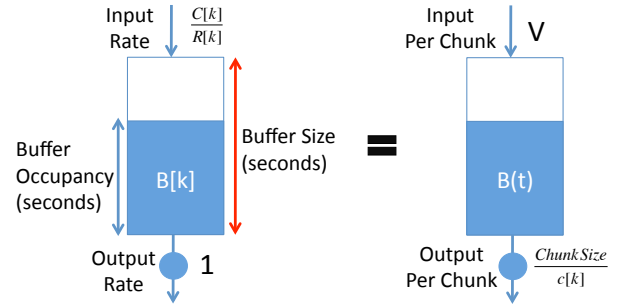 Input
Rate
C[k]
R[k]
Buffer
Occupancy
(seconds)
B[k]
Buffer Size
(seconds)
Output
Rate
1
=
Input
Per Chunk
V
B(t)
Output
Per Chunk
ChunkSize
c[k]